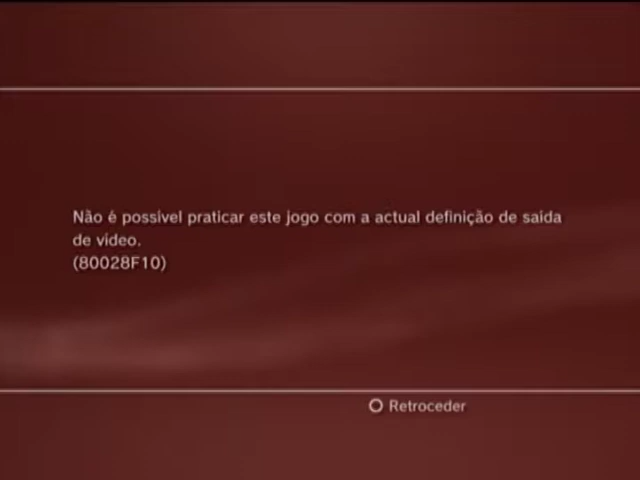 Não é possível praticar este jogo com a actual definição de saída
de vídeo.
(80028F10)
Retroceder